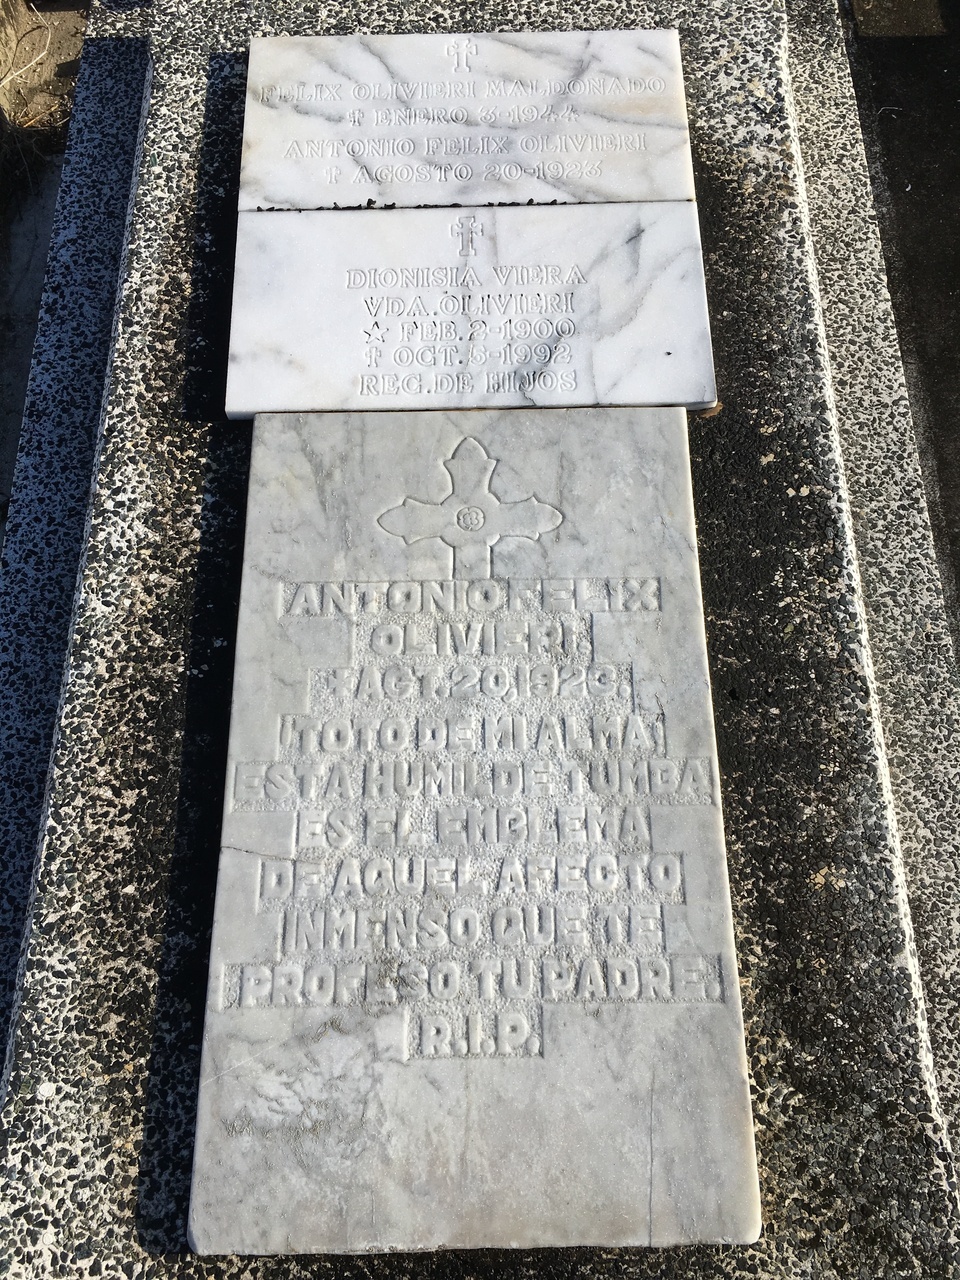 ✝
FELIX OLIVIERI MALDONADO
✝ ENERO 3-1944
ANTONIO FELIX OLIVIERI
✝ AGOSTO 20-1923
✝
DIONISIA VIERA
VDA. OLIVIERI
☆ FEB. 2-1900
✝ OCT. 5-1992
REC. DE HIJOS
ANTONIO FELIX
OLIVIERI.
✝AGT. 20,1923.
¡TOTO DE MI ALMA!
ESTA HUMILDE TUMBA
ES EL EMBLEMA
DE AQUEL AFECTO
INMENSO QUE TE
PROFESO TU PADRE.
R.I.P.